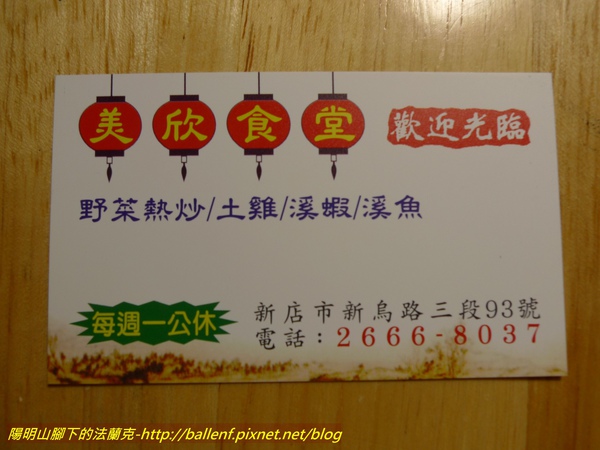 美欣食堂
歡迎光臨
野菜熱炒/土雞/溪蝦/溪魚
每週一公休
新店市新烏路三段93號
電話：2666-8037
陽明山腳下的法蘭克-http://ballenf.pixnet.net/blog